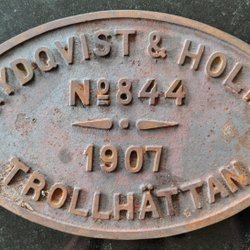 YDQVIST & HOL
Nº 844
1907
TROLLHÄTTAN